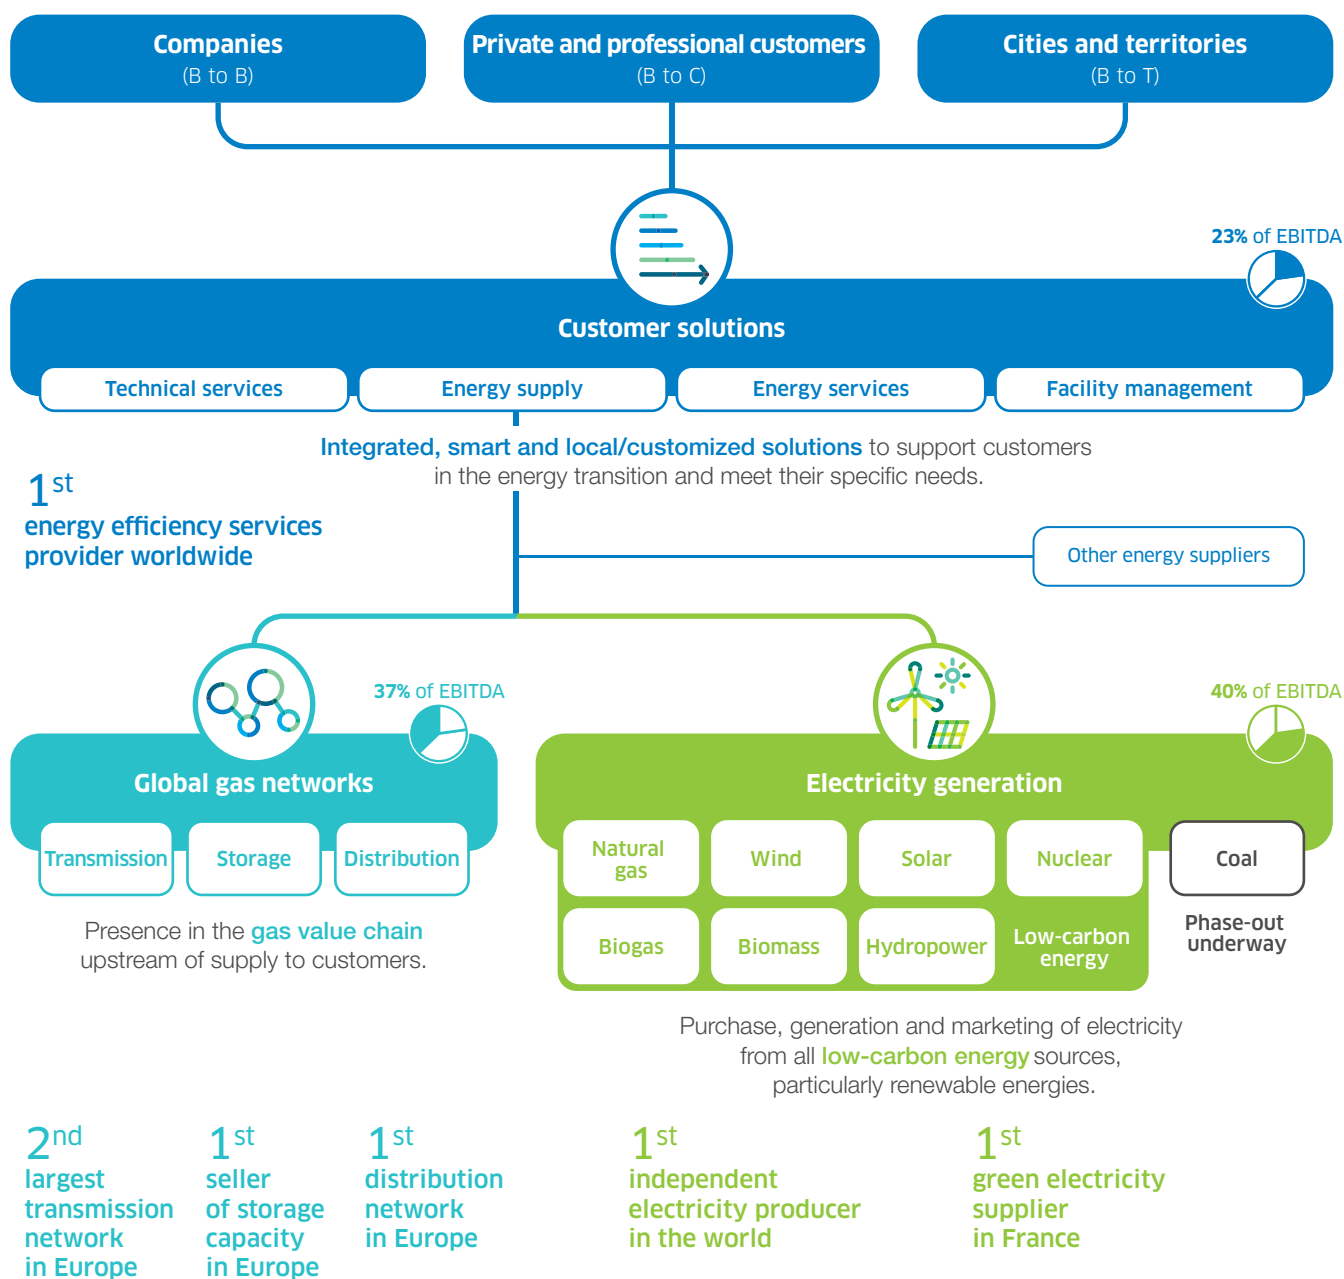 Companies
(B to B)
Private and professional customers
(B to C)
Cities and territories
(B to T)
23% of EBITDA
Customer solutions
Technical services
Energy supply
Energy services
Facility management
Integrated, smart and local/customized solutions to support customers
in the energy transition and meet their specific needs.
1st
energy efficiency services
provider worldwide
Other energy suppliers
37% of EBITDA
Global gas networks
Transmission
Storage
Distribution
Presence in the gas value chain
upstream of supply to customers.
40% of EBITDA
Electricity generation
Natural
gas
Wind
Solar
Nuclear
Coal
Biogas
Biomass
Hydropower
Low-carbon
energy
Phase-out
underway
Purchase, generation and marketing of electricity
from all low-carbon energy sources,
particularly renewable energies.
2nd
largest
transmission
network
in Europe
1st
seller
of storage
capacity
in Europe
1st
distribution
network
in Europe
1st
independent
electricity producer
in the world
1st
green electricity
supplier
in France